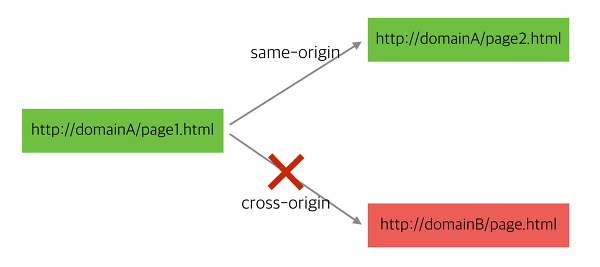 http://domainA/page2.html
same-origin
http://domainA/page1.html
cross-origin
http://domainB/page.html